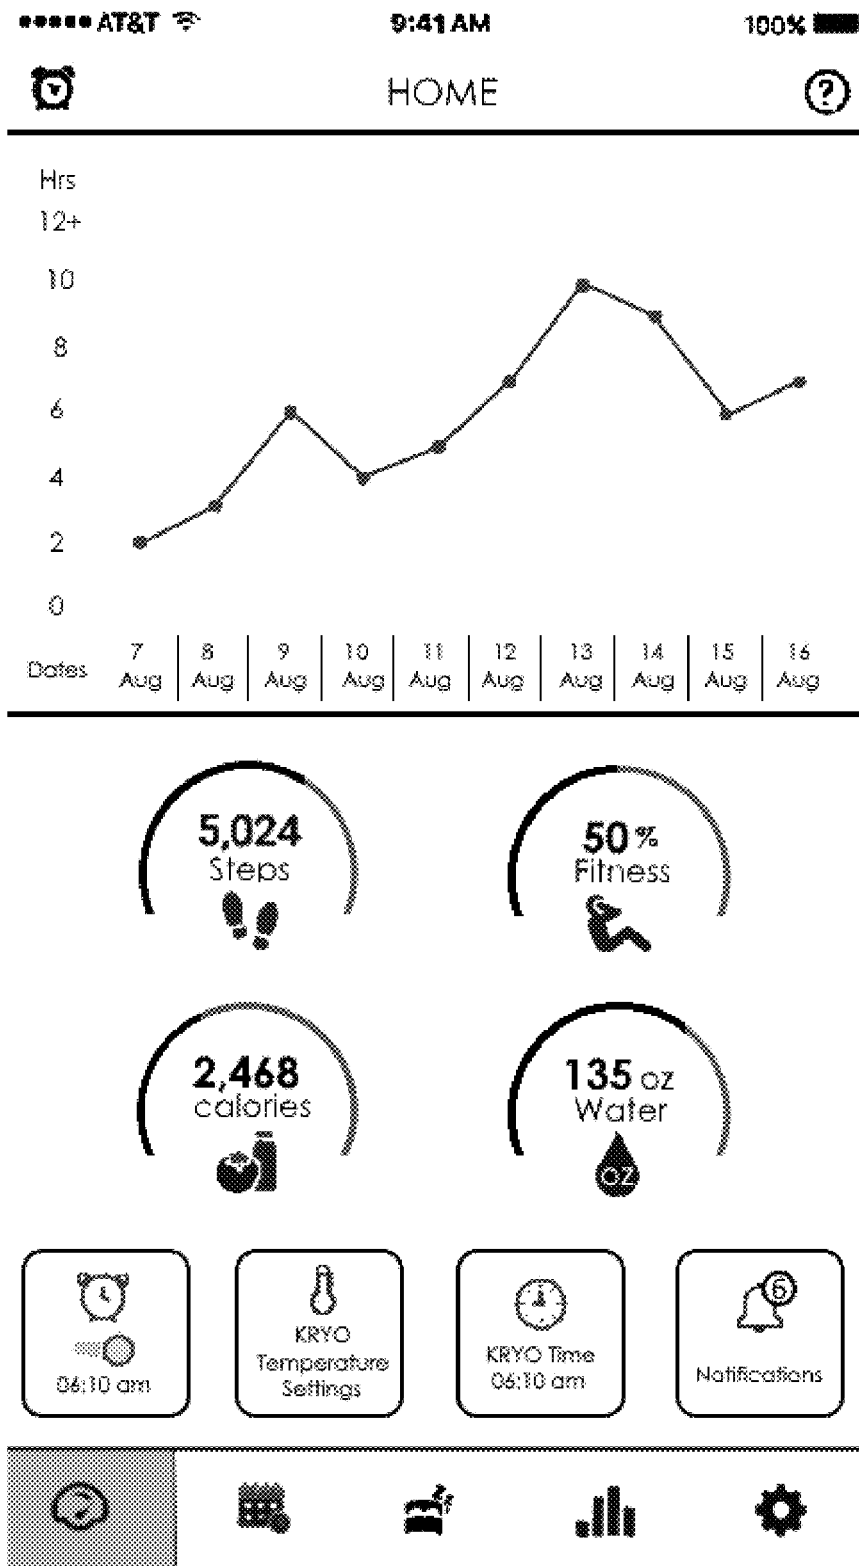 AT&T 9:41 AM 100%
HOME ?
Hrs
12+
10
8
6
4
2
0
Dates
7 Aug
8 Aug
9 Aug
10 Aug
11 Aug
12 Aug
13 Aug
14 Aug
15 Aug
16 Aug
5,024
Steps
50%
Fitness
2,468
calories
135 oz
Water
OZ
06:10 am
KRYO
Temperature
Settings
KRYO Time
06:10 am
6
Notifications